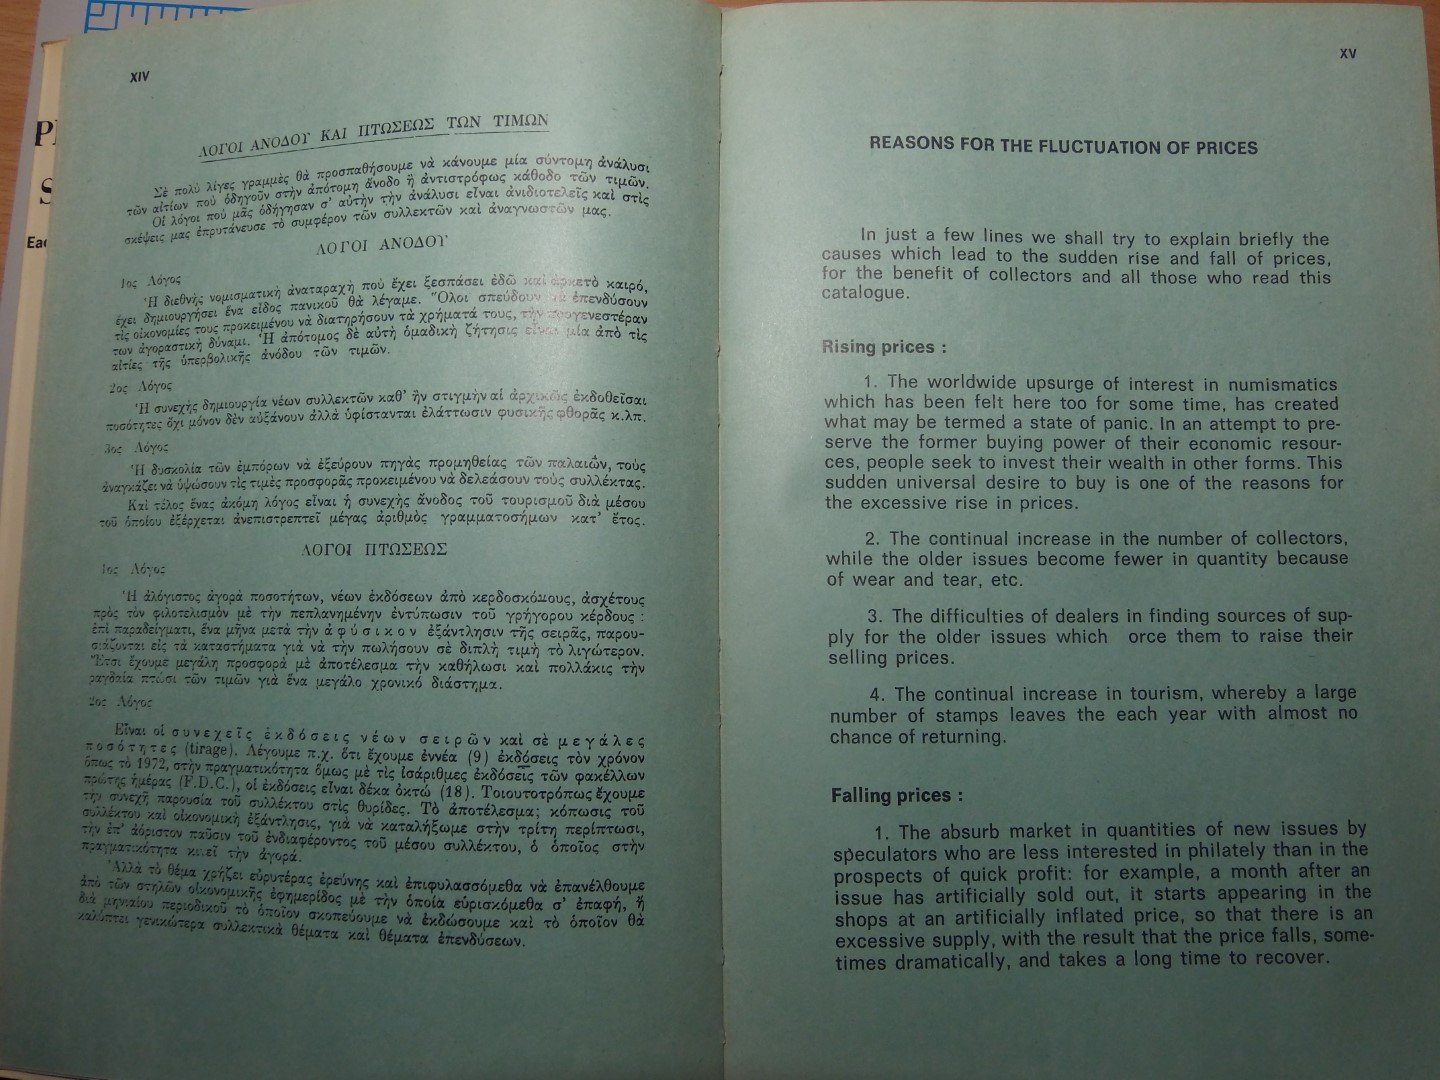 XIV
ΛΟΓΟΙ ΑΝΟΔΟΥ ΚΑΙ ΠΤΩΣΕΩΣ ΤΩΝ ΤΙΜΩΝ
Σὲ πολὺ λίγες γραμμὲς θὰ προσπαθήσουμε νὰ κάνουμε μία σύντομη ἀνάλυσι
τῶν αἰτίων ποὺ ὁδηγοῦν στὴν ἀπότομη ἄνοδο ἢ ἀντιστρόφως κάθοδο τῶν τιμῶν.
Οἱ λόγοι ποὺ μᾶς ὁδήγησαν σ' αὐτὴν τὴν ἀνάλυσι εἶναι ἀνιδιοτελεῖς καὶ στὶς
σκέψεις μας ἐπρυτάνευσε τὸ συμφέρον τῶν συλλεκτῶν καὶ ἀναγνωστῶν μας.
ΛΟΓΟΙ ΑΝΟΔΟΥ
1ος Λόγος
Ἡ διεθνὴς νομισματικὴ ἀναταραχὴ ποὺ ἔχει ξεσπάσει ἐδῶ καὶ ἀρκετὸ καιρό,
ἔχει δημιουργήσει ἕνα εἶδος πανικοῦ θὰ λέγαμε. Ὅλοι σπεύδουν νὰ ἐπενδύσουν
τὶς οἰκονομίες τους προκειμένου νὰ διατηρήσουν τὰ χρήματά τους, τὴν προγενεστέραν
των ἀγοραστικὴ δύναμι. Ἡ ἀπότομος δὲ αὐτὴ ὁμαδικὴ ζήτησις εἶναι μία ἀπὸ τὶς
αἰτίες τῆς ὑπερβολικῆς ἀνόδου τῶν τιμῶν.
2ος Λόγος
Ἡ συνεχὴς δημιουργία νέων συλλεκτῶν καθ' ἣν στιγμὴν αἱ ἀρχικῶς ἐκδοθεῖσαι
ποσότητες ὄχι μόνον δὲν αὐξάνουν ἀλλὰ ὑφίστανται ἐλάττωσιν φυσικῆς φθορᾶς κ.λπ.
3ος Λόγος
Ἡ δυσκολία τῶν ἐμπόρων νὰ ἐξεύρουν πηγὰς προμηθείας τῶν παλαιῶν, τοὺς
ἀναγκάζει νὰ ὑψώσουν τὶς τιμὲς προσφορᾶς προκειμένου νὰ δελεάσουν τοὺς συλλέκτας.
Καὶ τέλος ἕνας ἀκόμη λόγος εἶναι ἡ συνεχὴς ἄνοδος τοῦ τουρισμοῦ διὰ μέσου
τοῦ ὁποίου ἐξέρχεται ἀνεπιστρεπτεὶ μέγας ἀριθμὸς γραμματοσήμων κατ' ἔτος.
ΛΟΓΟΙ ΠΤΩΣΕΩΣ
1ος Λόγος
Ἡ ἀλόγιστος ἀγορὰ ποσοτήτων, νέων ἐκδόσεων ἀπὸ κερδοσκόπους, ἀσχέτους
πρὸς τὸν φιλοτελισμὸν μὲ τὴν πεπλανημένην ἐντύπωσιν τοῦ γρήγορου κέρδους :
ἐπὶ παραδείγματι, ἕνα μῆνα μετὰ τὴν ἀφύσικον ἐξάντλησιν τῆς σειρᾶς, παρου-
σιάζονται εἰς τὰ καταστήματα γιὰ νὰ τὴν πωλήσουν σὲ διπλὴ τιμὴ τὸ λιγώτερον.
Ἔτσι ἔχουμε μεγάλη προσφορὰ μὲ ἀποτέλεσμα τὴν καθήλωσι καὶ πολλάκις τὴν
ραγδαία πτῶσι τῶν τιμῶν γιὰ ἕνα μεγάλο χρονικὸ διάστημα.
2ος Λόγος
Εἶναι οἱ συνεχεῖς ἐκδόσεις νέων σειρῶν καὶ σὲ μεγάλες
ποσότητες (tirage). Λέγουμε π.χ. ὅτι ἔχουμε ἐννέα (9) ἐκδόσεις τὸν χρόνον
ὅπως τὸ 1972, στὴν πραγματικότητα ὅμως μὲ τὶς ἰσάριθμες ἐκδόσεις τῶν φακέλλων
πρώτης ἡμέρας (F.D.C.), οἱ ἐκδόσεις εἶναι δέκα ὀκτώ (18). Τοιουτοτρόπως ἔχουμε
τὴν συνεχῆ παρουσία τοῦ συλλέκτου στὶς θυρίδες. Τὸ ἀποτέλεσμα; κόπωσις τοῦ
συλλέκτου καὶ οἰκονομικὴ ἐξάντλησις, γιὰ νὰ καταλήξωμε στὴν τρίτη περίπτωσι,
τὴν ἐπ' ἀόριστον παῦσιν τοῦ ἐνδιαφέροντος τοῦ μέσου συλλέκτου, ὁ ὁποῖος στὴν
πραγματικότητα κινεῖ τὴν ἀγορά.
Ἀλλὰ τὸ θέμα χρήζει εὐρυτέρας ἐρεύνης καὶ ἐπιφυλασσόμεθα νὰ ἐπανέλθουμε
ἀπὸ τῶν στηλῶν οἰκονομικῆς ἐφημερίδος μὲ τὴν ὁποία εὑρισκόμεθα σ' ἐπαφή, ἢ
διὰ μηνιαίου περιοδικοῦ τὸ ὁποῖον σκοπεύουμε νὰ ἐκδώσουμε καὶ τὸ ὁποῖον θὰ
καλύπτει γενικώτερα συλλεκτικὰ θέματα καὶ θέματα ἐπενδύσεων.
XV
REASONS FOR THE FLUCTUATION OF PRICES
In just a few lines we shall try to explain briefly the
causes which lead to the sudden rise and fall of prices,
for the benefit of collectors and all those who read this
catalogue.
Rising prices :
1. The worldwide upsurge of interest in numismatics
which has been felt here too for some time, has created
what may be termed a state of panic. In an attempt to pre-
serve the former buying power of their economic resour-
ces, people seek to invest their wealth in other forms. This
sudden universal desire to buy is one of the reasons for
the excessive rise in prices.
2. The continual increase in the number of collectors,
while the older issues become fewer in quantity because
of wear and tear, etc.
3. The difficulties of dealers in finding sources of sup-
ply for the older issues which orce them to raise their
selling prices.
4. The continual increase in tourism, whereby a large
number of stamps leaves the each year with almost no
chance of returning.
Falling prices :
1. The absurb market in quantities of new issues by
speculators who are less interested in philately than in the
prospects of quick profit: for example, a month after an
issue has artificially sold out, it starts appearing in the
shops at an artificially inflated price, so that there is an
excessive supply, with the result that the price falls, some-
times dramatically, and takes a long time to recover.